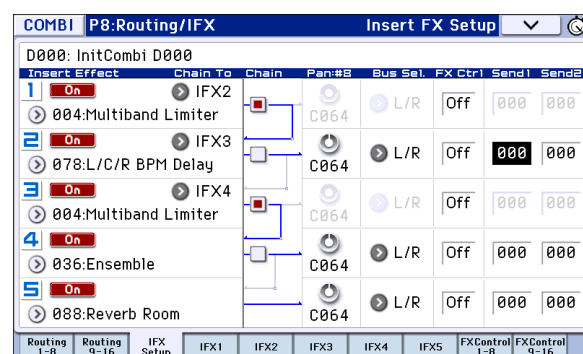 COMBI P8:Routing/IFX Insert FX Setup
D000: InitCombi D000
Insert Effect Chain To Chain Pan:#8 Bus Sel. FX Ctrl Send1 Send2
1 On IFX2
004:Multiband Limiter C064 L/R Off 000 000
2 On IFX3
078:L/C/R BPM Delay C064 L/R Off 000 000
3 On IFX4
004:Multiband Limiter C064 L/R Off 000 000
4 On
036:Ensemble C064 L/R Off 000 000
5 On
088:Reverb Room C064 L/R Off 000 000
Routing 1-8 Routing 9-16 IFX Setup IFX1 IFX2 IFX3 IFX4 IFX5 FXControl 1-8 FXControl 9-16